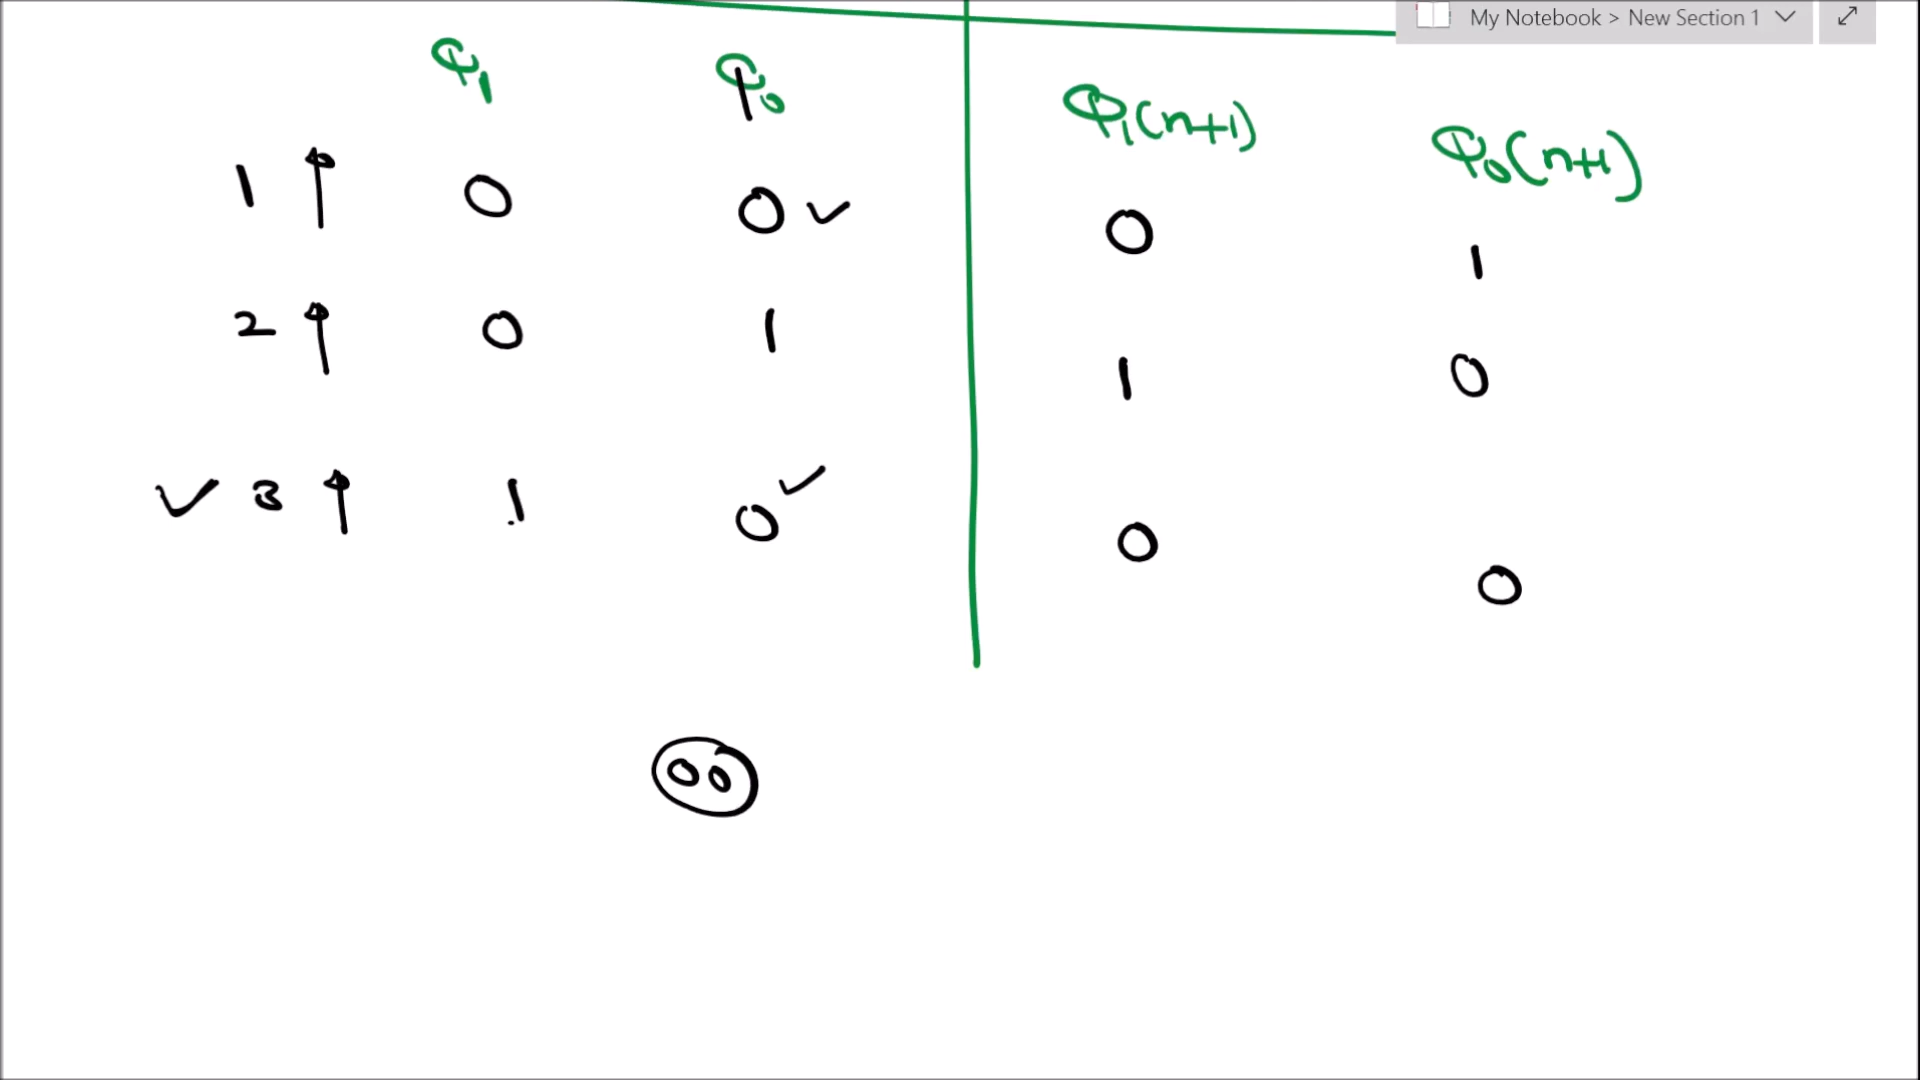 My Notebook > New Section 1
Q1 Q0 Q1(n+1) Q0(n+1)
1 ↑ 0 0 ✓ 0 1
2 ↑ 0 1 1 0
✓ 3 ↑ 1 0 ✓ 0 0
00